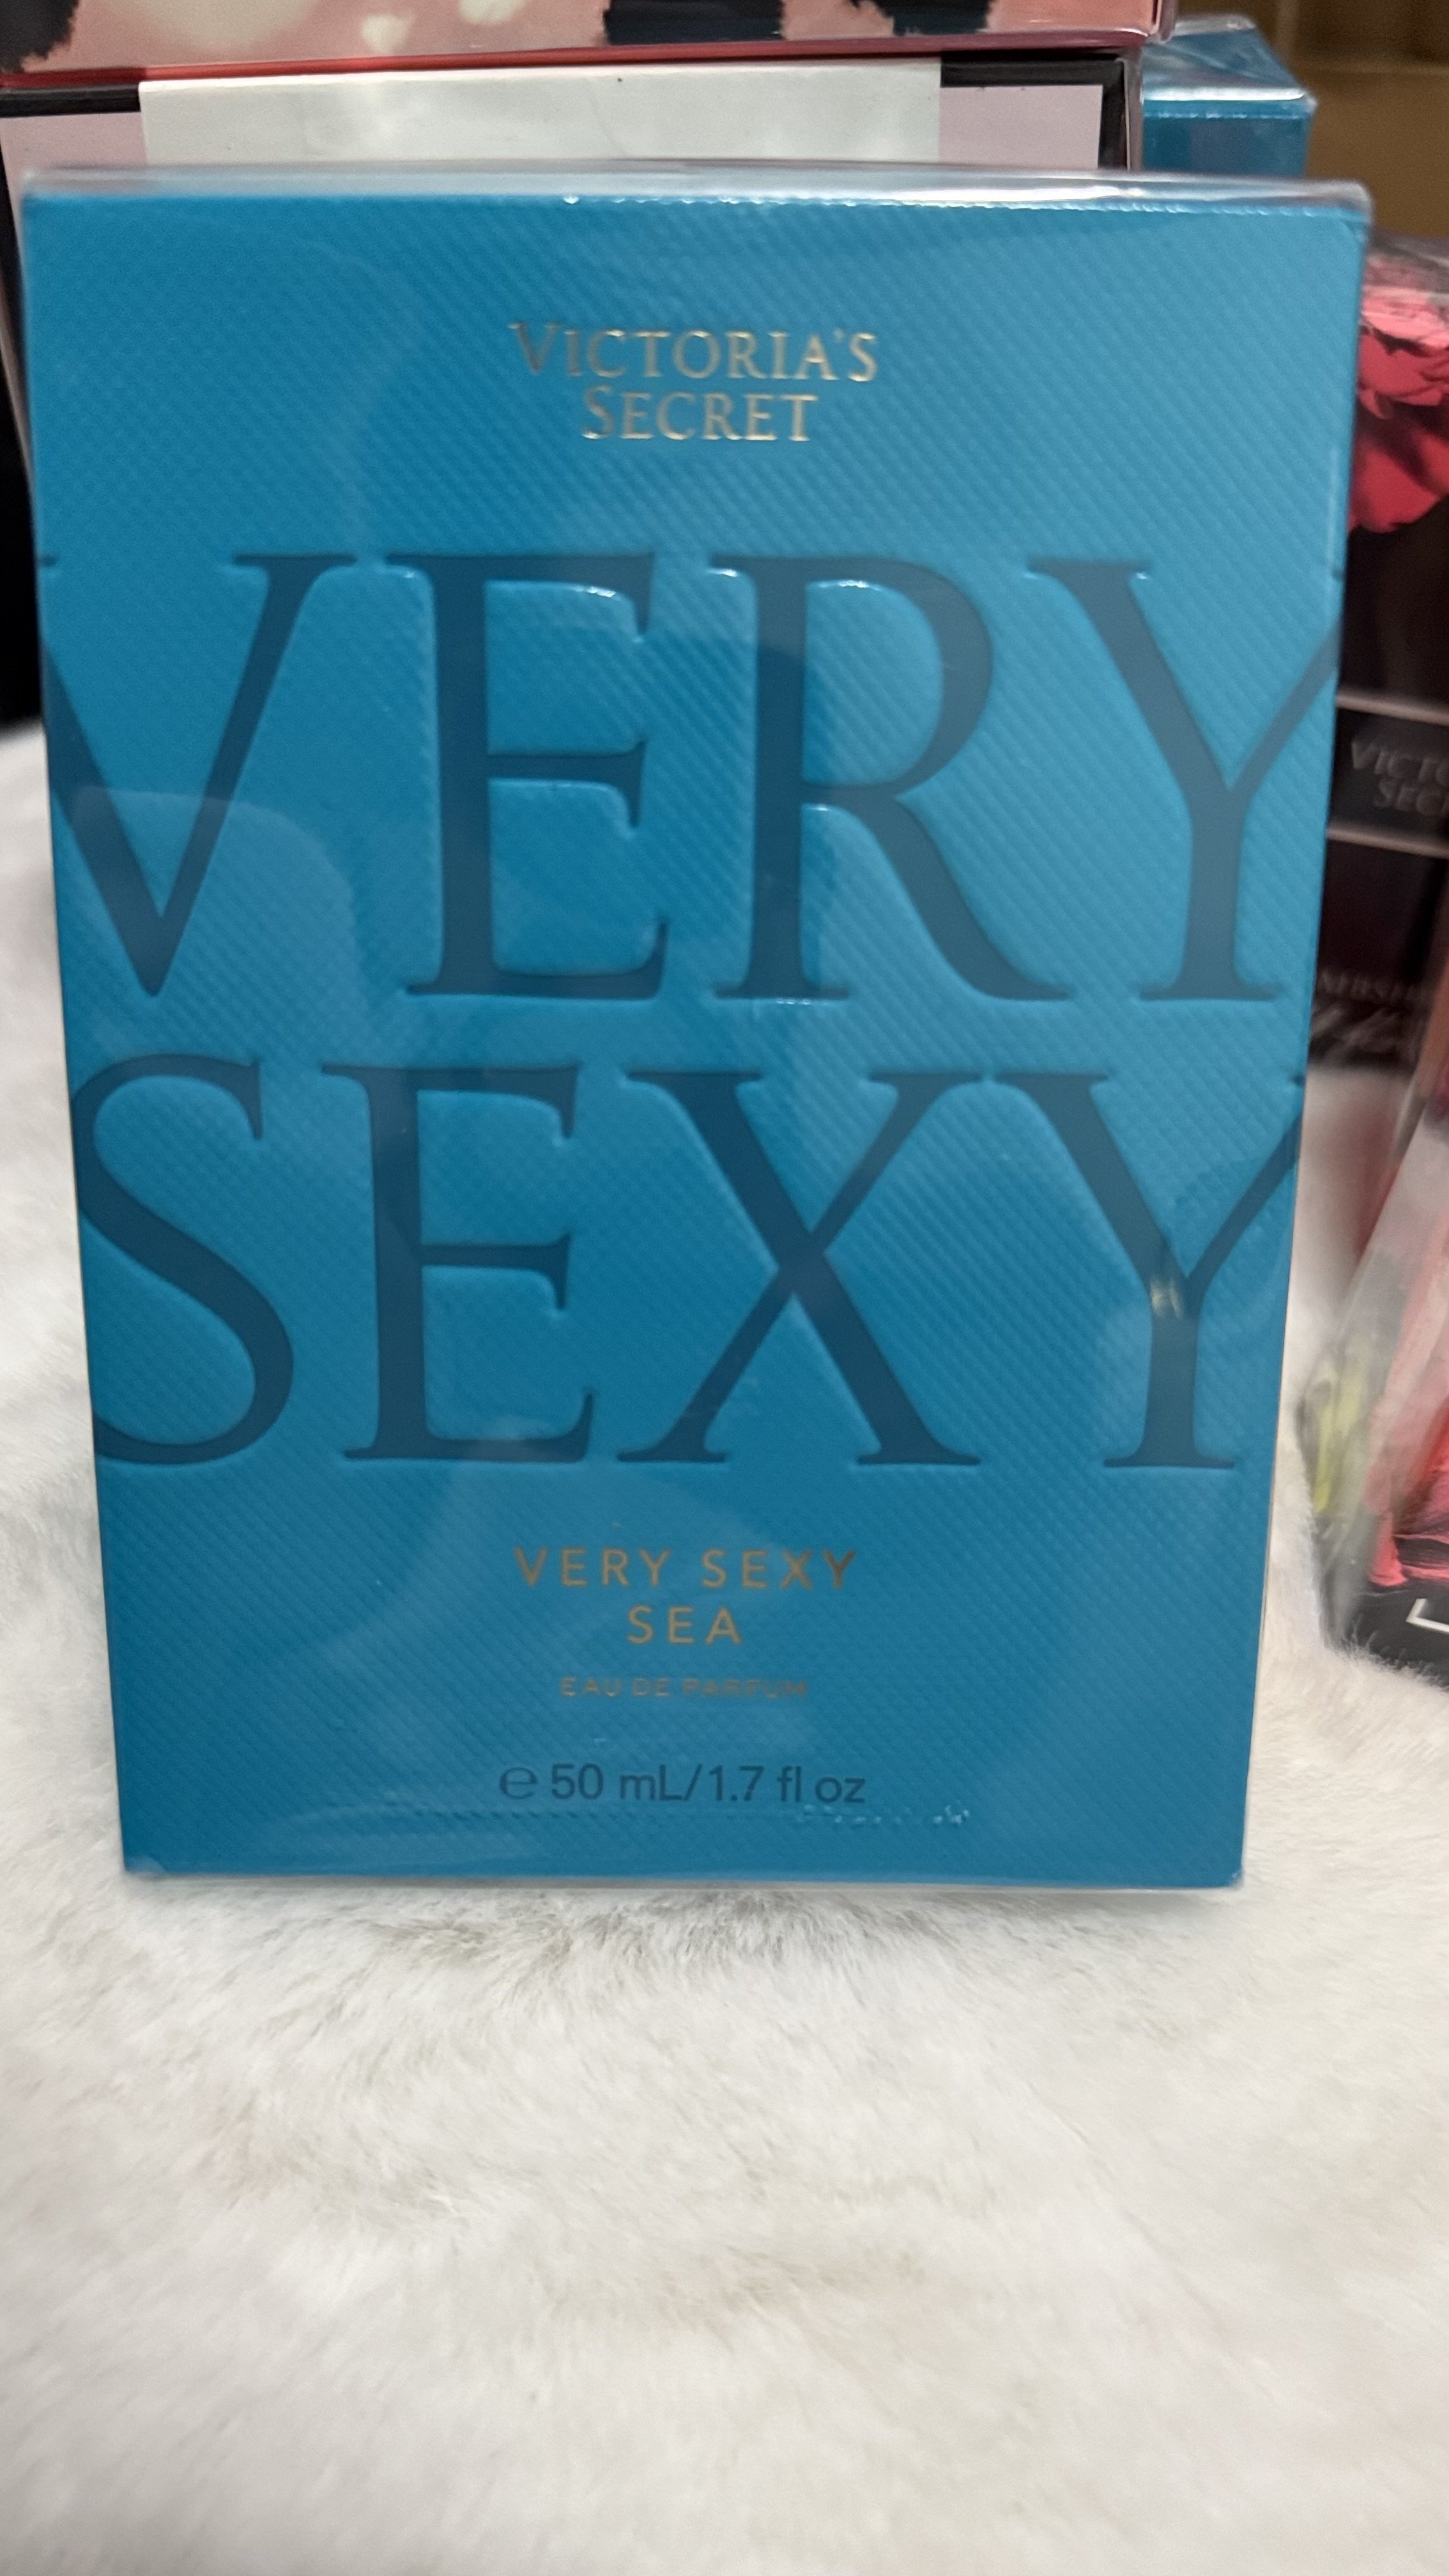 VICTORIA'S
SECRET
VERY
SEXY
VERY SEXY
SEA
EAU DE PARFUM
℮ 50 mL/1.7 fl oz